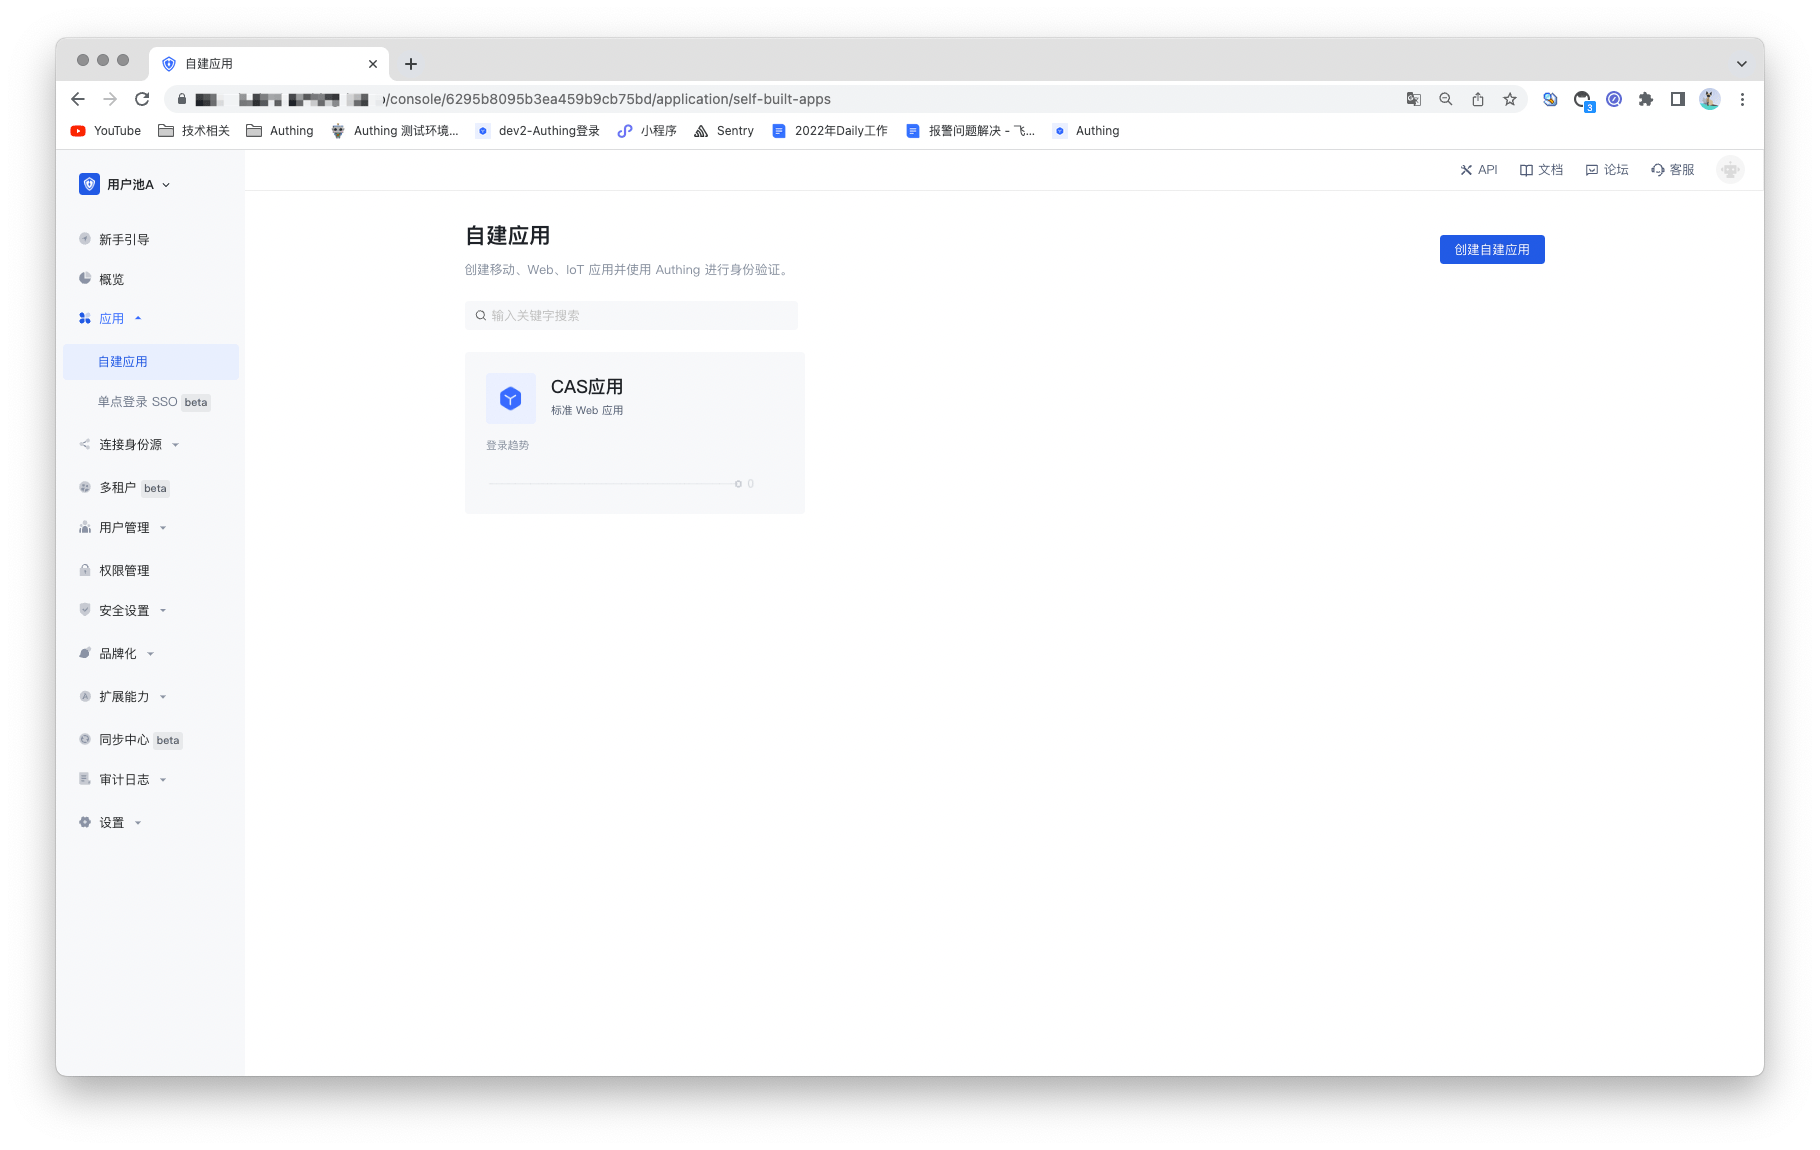 自建应用
/console/6295b8095b3ea459b9cb75bd/application/self-built-apps
3
YouTube 技术相关 Authing Authing 测试环境... dev2-Authing登录 小程序 Sentry 2022年Daily工作 报警问题解决 - 飞... Authing
用户池A
API 文档 论坛 客服
新手引导
概览
应用
自建应用
单点登录 SSO beta
连接身份源
多租户 beta
用户管理
权限管理
安全设置
品牌化
扩展能力
同步中心 beta
审计日志
设置
自建应用
创建自建应用
创建移动、Web、IoT 应用并使用 Authing 进行身份验证。
输入关键字搜索
CAS应用
标准 Web 应用
登录趋势
0